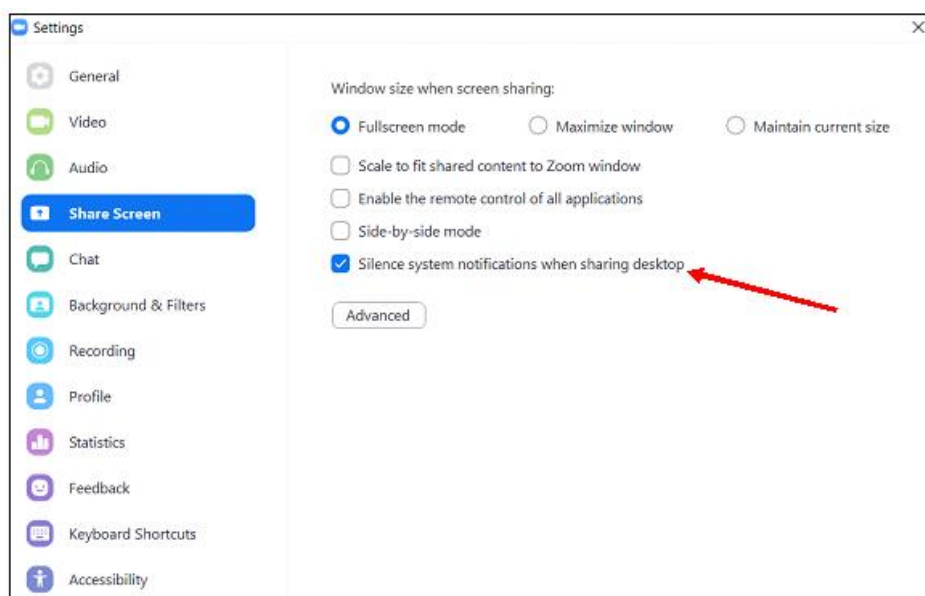 Settings
General
Video
Audio
Share Screen
Chat
Background & Filters
Recording
Profile
Statistics
Feedback
Keyboard Shortcuts
Accessibility
Window size when screen sharing:
Fullscreen mode Maximize window Maintain current size
Scale to fit shared content to Zoom window
Enable the remote control of all applications
Side-by-side mode
Silence system notifications when sharing desktop
Advanced